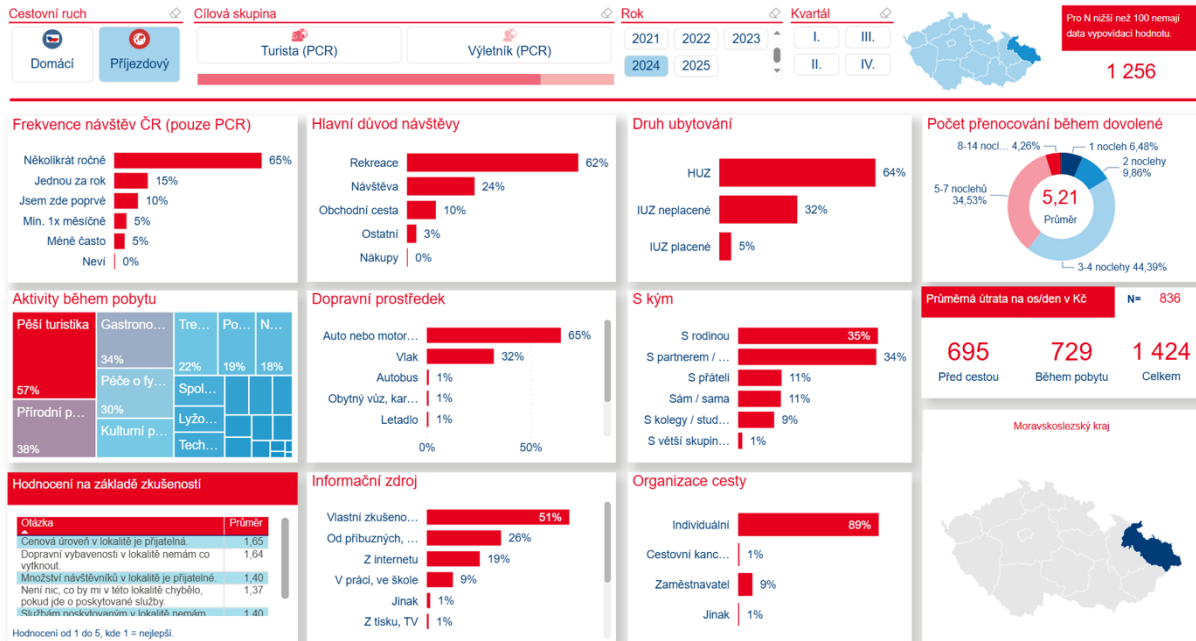 Cestovní ruch
Domácí
Příjezdový
Cílová skupina
Turista (PCR)
Výletník (PCR)
Rok
2021
2022
2023
2024
2025
Kvartál
I.
III.
II.
IV.
Pro N nižší než 100 nemají
data vypovídací hodnotu.
1 256
Frekvence návštěv ČR (pouze PCR)
Několikrát ročně 65%
Jednou za rok 15%
Jsem zde poprvé 10%
Min. 1x měsíčně 5%
Méně často 5%
Neví 0%
Hlavní důvod návštěvy
Rekreace 62%
Návštěva 24%
Obchodní cesta 10%
Ostatní 3%
Nákupy 0%
Druh ubytování
HUZ 64%
IUZ neplacené 32%
IUZ placené 5%
Počet přenocování během dovolené
8-14 nocl... 4,26%
1 nocleh 6,48%
2 noclehy
9,86%
5-7 noclehů
34,53%
5,21
Průměr
3-4 noclehy 44,39%
Aktivity během pobytu
Pěší turistika
57%
Přírodní p...
38%
Gastrono...
34%
Péče o fy...
30%
Kulturní p...
Tre...
22%
Po...
19%
N...
18%
Spol...
Lyžo...
Tech...
Dopravní prostředek
Auto nebo motor... 65%
Vlak 32%
Autobus 1%
Obytný vůz, kar... 1%
Letadlo 1%
0% 50%
S kým
S rodinou 35%
S partnerem / ... 34%
S přáteli 11%
Sám / sama 11%
S kolegy / stud... 9%
S větší skupin... 1%
Průměrná útrata na os/den v Kč
N= 836
695
Před cestou
729
Během pobytu
1 424
Celkem
Moravskoslezský kraj
Hodnocení na základě zkušeností
Otázka Průměr
Cenová úroveň v lokalitě je přijatelná. 1,65
Dopravní vybavenosti v lokalitě nemám co 1,64
vytknout.
Množství návštěvníků v lokalitě je přijatelné. 1,40
Není nic, co by mi v této lokalitě chybělo, 1,37
pokud jde o poskytované služby.
Službám poskytovaným v lokalitě nemám 1,40
Hodnocení od 1 do 5, kde 1 = nejlepší.
Informační zdroj
Vlastní zkušeno... 51%
Od příbuzných, ... 26%
Z internetu 19%
V práci, ve škole 9%
Jinak 1%
Z tisku, TV 1%
Organizace cesty
Individuální 89%
Cestovní kanc... 1%
Zaměstnavatel 9%
Jinak 1%